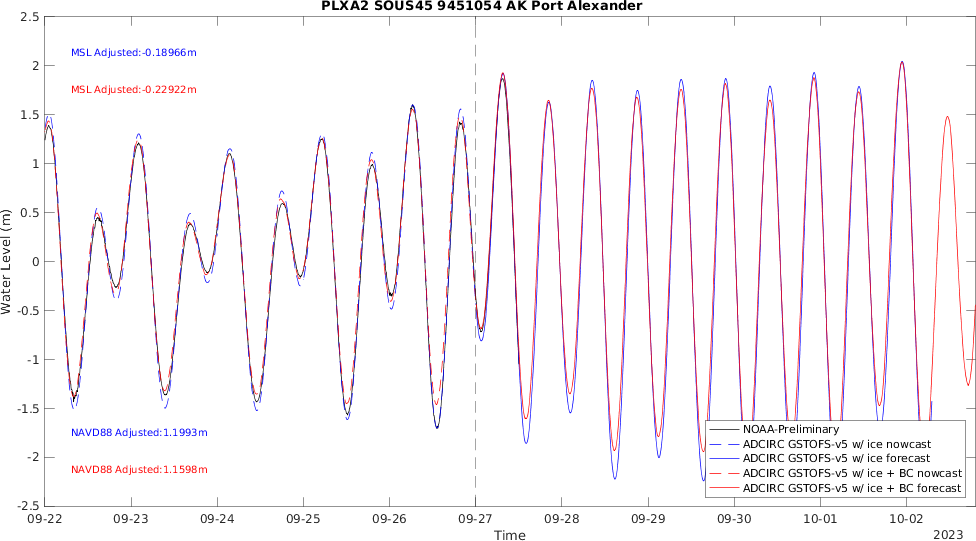 PLXA2 SOUS45 9451054 AK Port Alexander
2.5
2
1.5
1
0.5
0
-0.5
-1
-1.5
-2
-2.5
Water Level (m)
MSL Adjusted:-0.18966m
MSL Adjusted:-0.22922m
NAVD88 Adjusted:1.1993m
NAVD88 Adjusted:1.1598m
NOAA-Preliminary
ADCIRC GSTOFS-v5 w/ ice nowcast
ADCIRC GSTOFS-v5 w/ ice forecast
ADCIRC GSTOFS-v5 w/ ice + BC nowcast
ADCIRC GSTOFS-v5 w/ ice + BC forecast
09-22 09-23 09-24 09-25 09-26 09-27 09-28 09-29 09-30 10-01 10-02
Time
2023